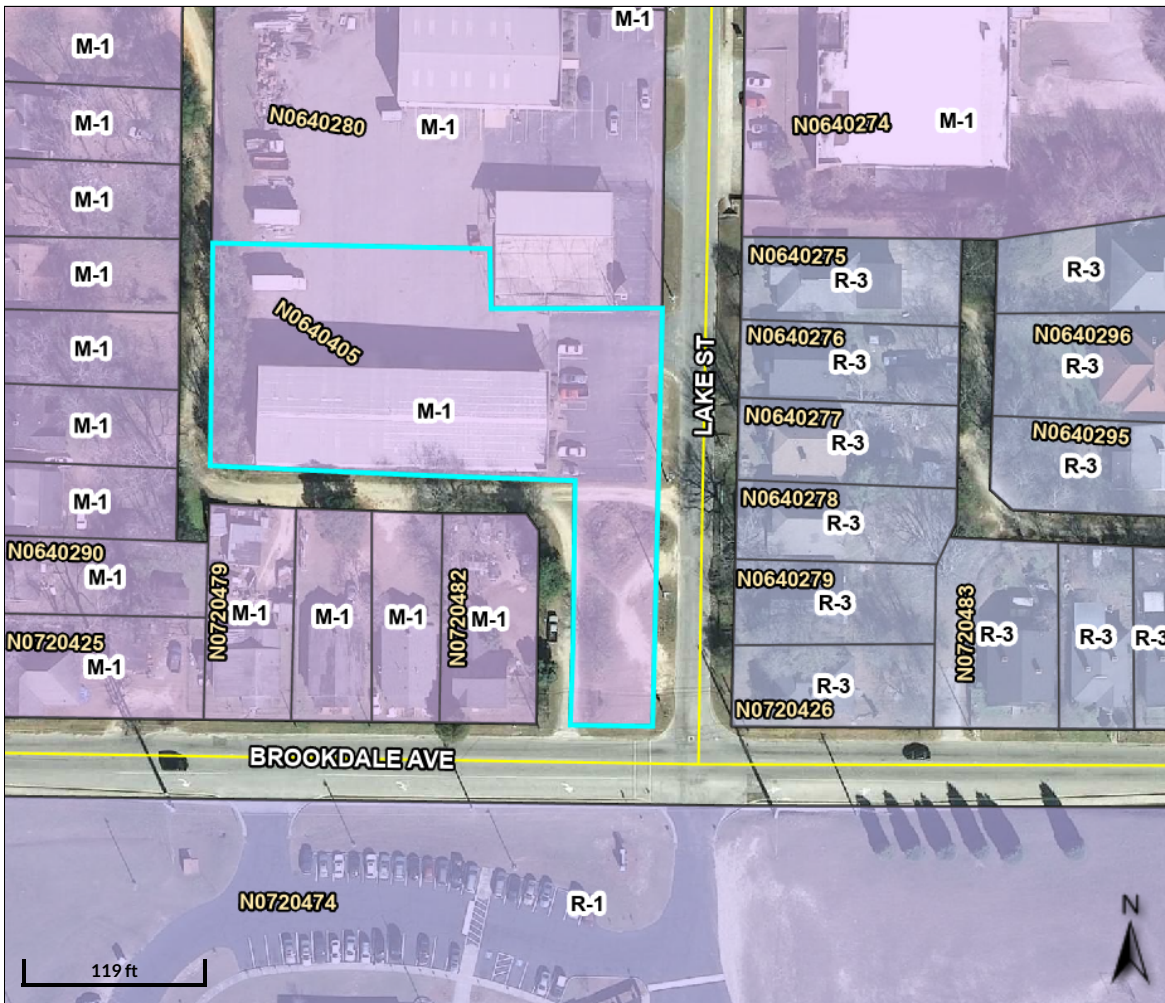 M-1
M-1
M-1
N0640280
M-1
N0640274
M-1
M-1
M-1
M-1
N0640275
R-3
R-3
N0640405
N0640276
R-3
N0640296
R-3
M-1
LAKE ST
M-1
M-1
N0640277
R-3
N0640295
R-3
M-1
N0640278
R-3
N0640290
M-1
N0720479
M-1
M-1
M-1
N0720482
M-1
N0640279
R-3
N0720483
R-3
R-3
R-3
N0720425
M-1
R-3
N0720426
BROOKDALE AVE
N0720474
R-1
N
119 ft